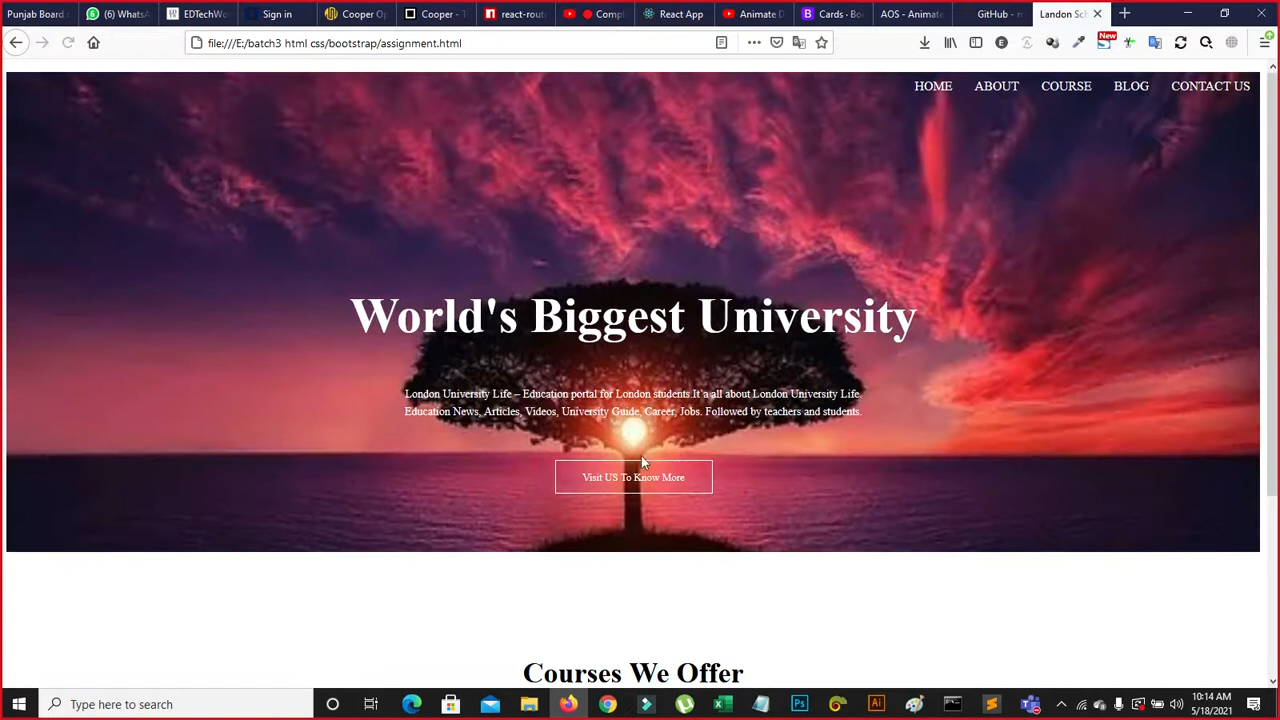 Punjab Board
(6) Whats
EDTechWo
Sign in
Cooper Op
Cooper - T
react-rout
Compl
React App
Animate D
Cards · Bo
AOS - Animate
GitHub -
Landon Sch
file:///E:/batch3 html css/bootstrap/assignment.html
New
HOME ABOUT COURSE BLOG CONTACT US
World's Biggest University
London University Life – Education portal for London students.It`a all about London University Life.
Education News, Articles, Videos, University Guide, Career, Jobs. Followed by teachers and students.
Visit US To Know More
Courses We Offer
Type here to search
10:14 AM
5/18/2021